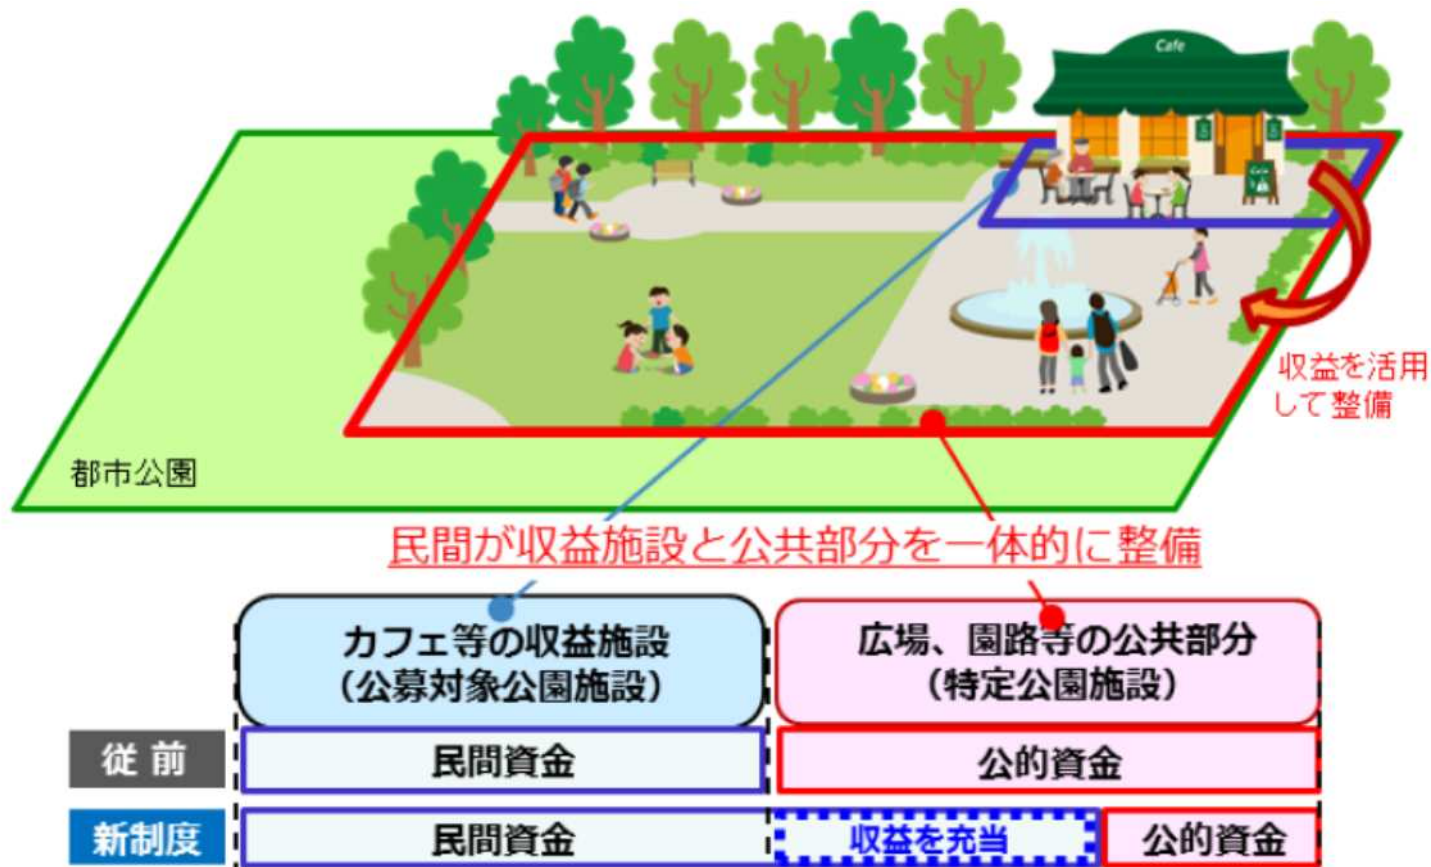 Cafe
Cafe
収益を活用
して整備
都市公園
民間が収益施設と公共部分を一体的に整備
カフェ等の収益施設
（公募対象公園施設）
広場、園路等の公共部分
（特定公園施設）
従前
民間資金
公的資金
新制度
民間資金
収益を充当
公的資金